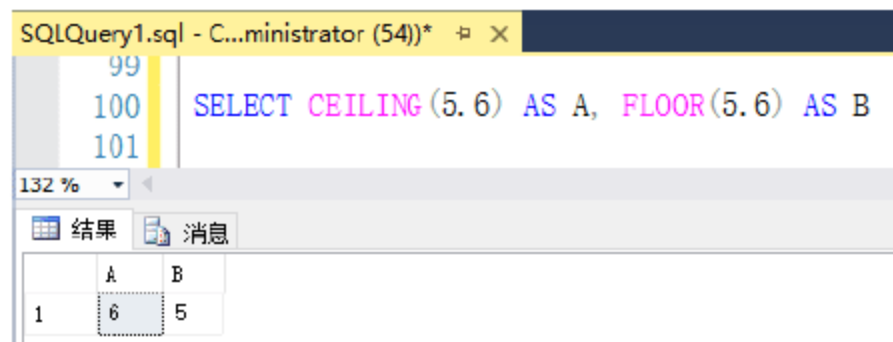 SQLQuery1.sql - C...ministrator (54))*
99
100 SELECT CEILING(5.6) AS A, FLOOR(5.6) AS B
101
132 %
结果 消息
A B
1 6 5